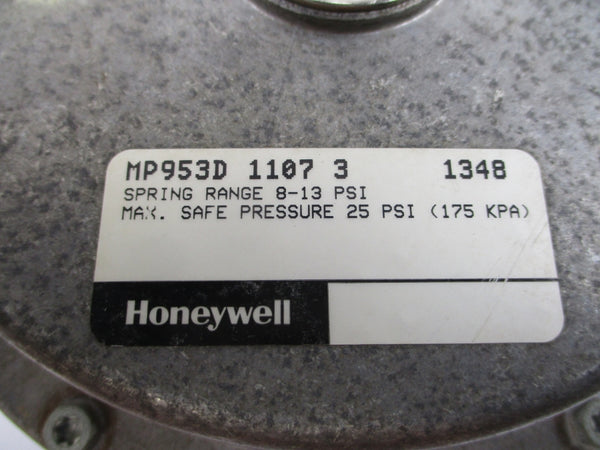 MP953D 1107 3 1348
SPRING RANGE 8-13 PSI
MAX. SAFE PRESSURE 25 PSI (175 KPA)
Honeywell